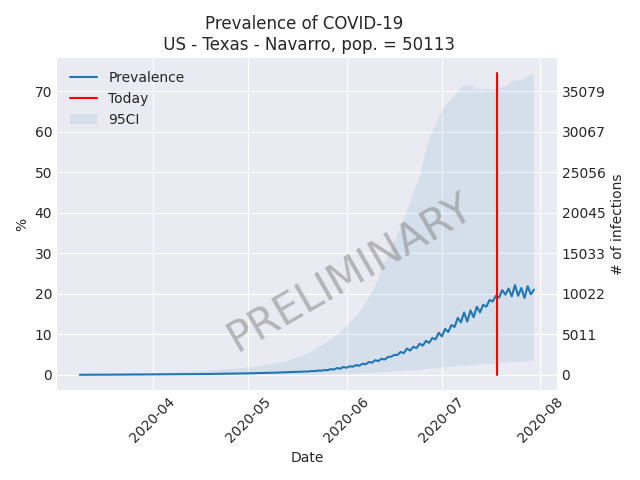 Prevalence of COVID-19
US - Texas - Navarro, pop. = 50113
Prevalence
Today
95CI
70
60
50
40
30
20
10
0
%
35079
30067
25056
20045
15033
10022
5011
0
# of infections
PRELIMINARY
2020-04
2020-05
2020-06
2020-07
2020-08
Date